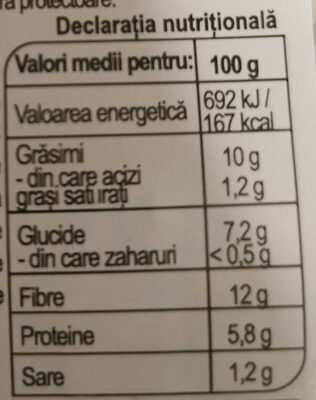 protectoare.
Declarația nutrițională
Valori medii pentru: 100 g
Valoarea energetică 692 kJ / 167 kcal
Grăsimi 10 g
- din care acizi
grași saturați 1,2 g
Glucide 7,2 g
- din care zaharuri <0,5 g
Fibre 12 g
Proteine 5,8 g
Sare 1,2 g